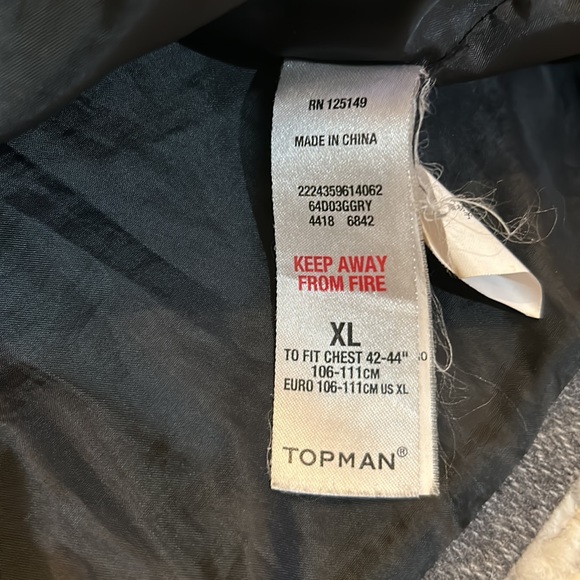 RN 125149
MADE IN CHINA
2224359614062
64D03GGRY
4418 6842
KEEP AWAY
FROM FIRE
XL
TO FIT CHEST 42-44"
106-111CM
EURO 106-111CM US XL
TOPMAN®